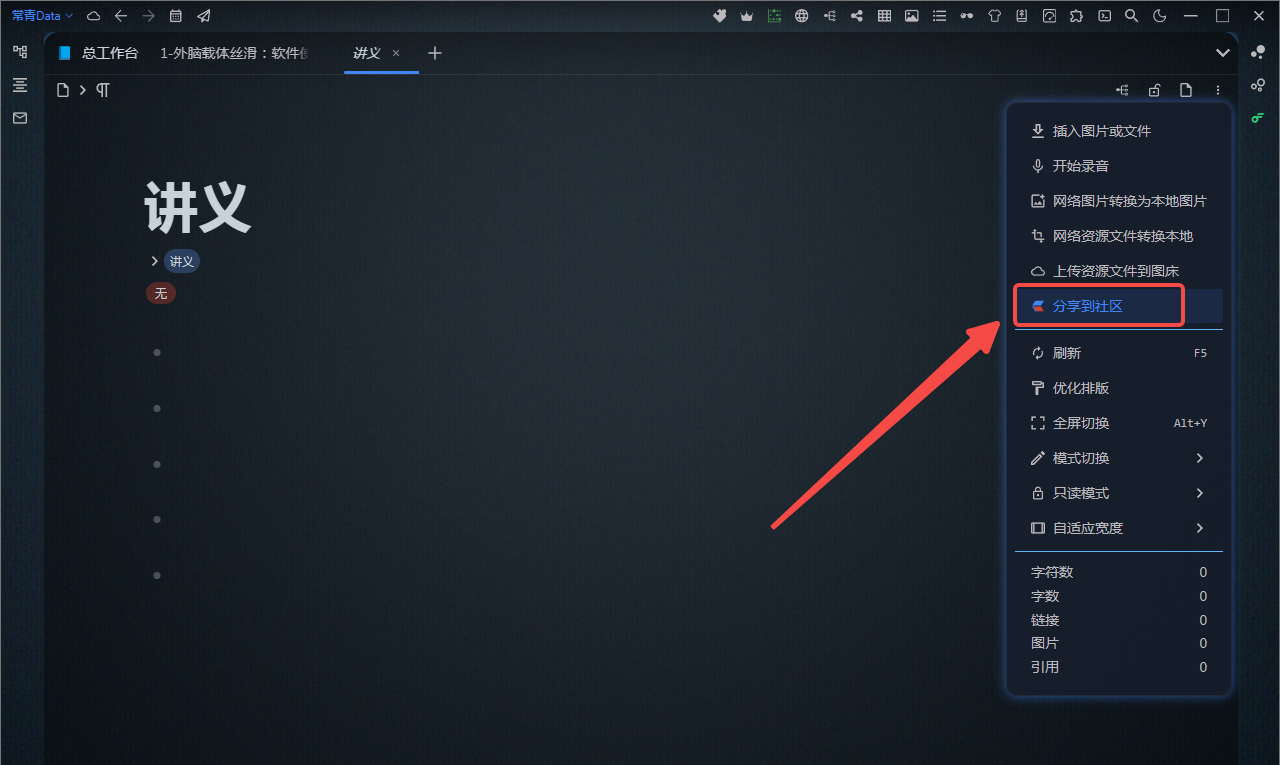 常青Data
总工作台
1-外脑载体丝滑：软件
讲义
讲义
讲义
无
插入图片或文件
开始录音
网络图片转换为本地图片
网络资源文件转换本地
上传资源文件到图床
分享到社区
刷新 F5
优化排版
全屏切换 Alt+Y
模式切换
只读模式
自适应宽度
字符数 0
字数 0
链接 0
图片 0
引用 0